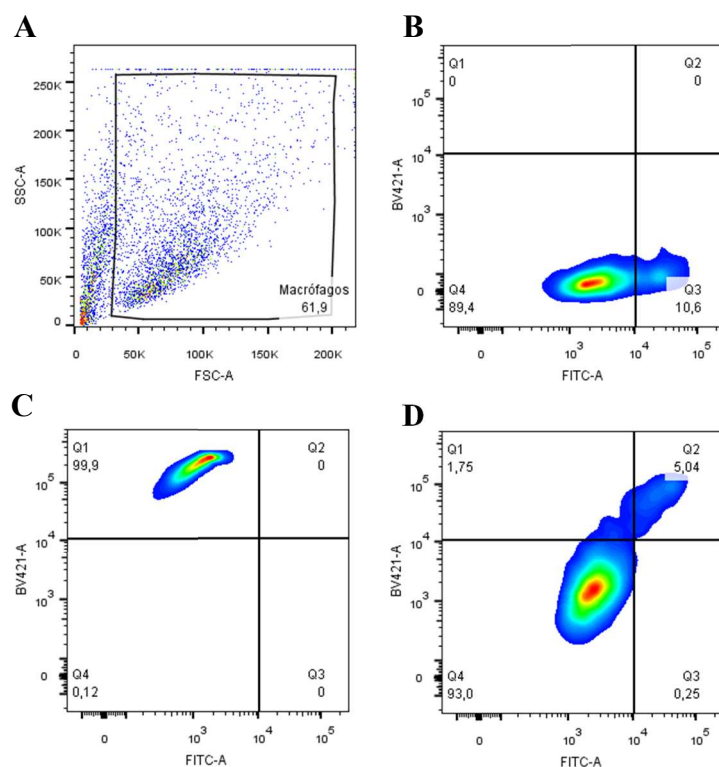 A
250K
200K
150K
100K
50K
0
SSC-A
Macrófagos
61,9
0 50K 100K 150K 200K
FSC-A
B
Q1
0
Q2
0
10^5
10^4
10^3
0
BV421-A
Q4
89,4
Q3
10,6
0 10^3 10^4 10^5
FITC-A
C
Q1
99,9
Q2
0
10^5
10^4
10^3
0
BV421-A
Q4
0,12
Q3
0
0 10^3 10^4 10^5
FITC-A
D
Q1
1,75
Q2
5,04
10^5
10^4
10^3
0
BV421-A
Q4
93,0
Q3
0,25
0 10^3 10^4 10^5
FITC-A